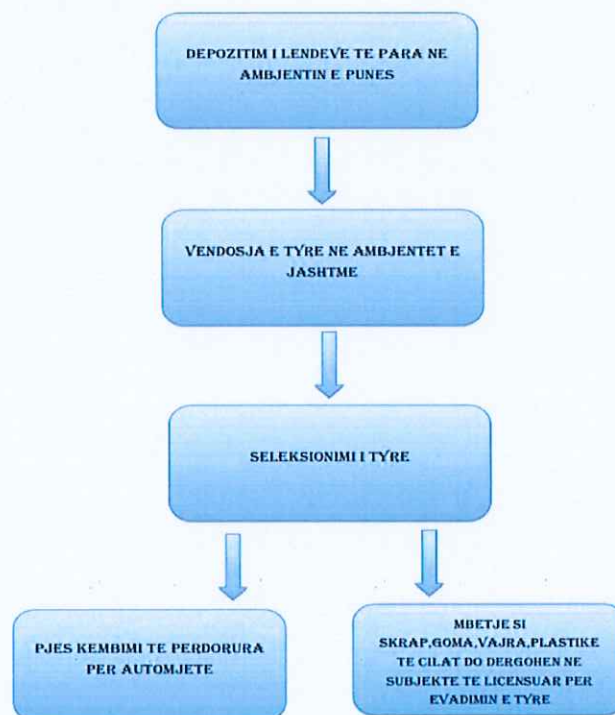 DEPOZITIM I LENDEVE TE PARA NE
AMBJENTIN E PUNES
VENDOSJA E TYRE NE AMBJENTET E
JASHTME
SELEKSIONIMI I TYRE
PJES KEMBIMI TE PERDORURA
PER AUTOMJETE
MBETJE SI
SKRAP,GOMA,VAJRA,PLASTIKE
TE CILAT DO DERGOHEN NE
SUBJEKTE TE LICENSUAR PER
EVADIMIN E TYRE